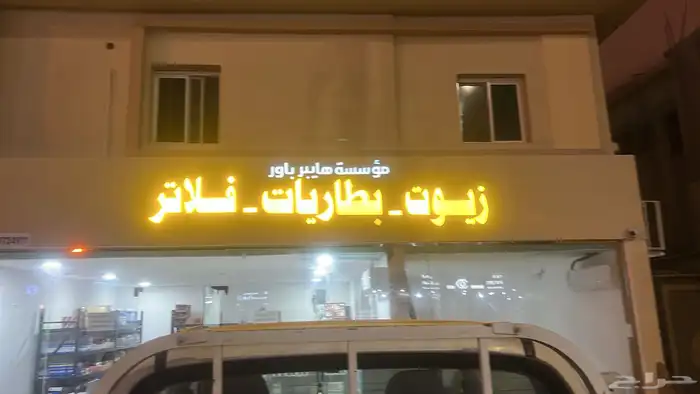 مؤسسة هايبر باور
زيوت - بطاريات - فلاتر
حراج